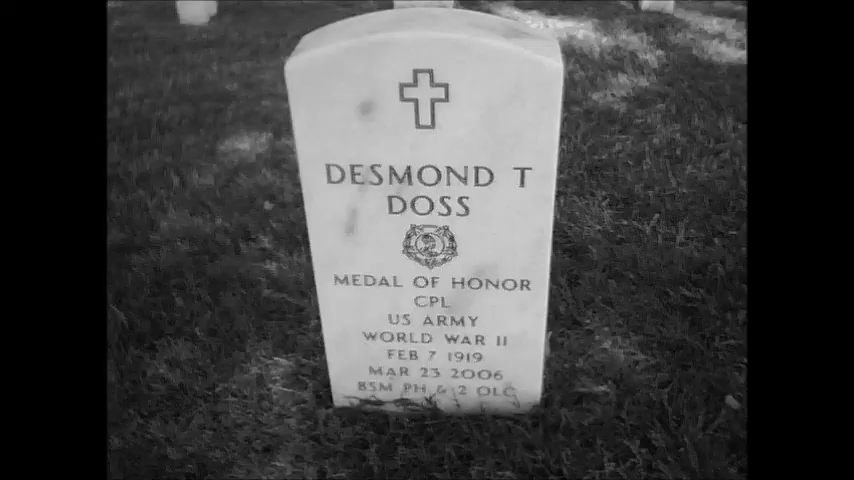 DESMOND T
DOSS
MEDAL OF HONOR
CPL
US ARMY
WORLD WAR II
FEB 7 1919
MAR 23 2006
BSM PH & 2 OLC